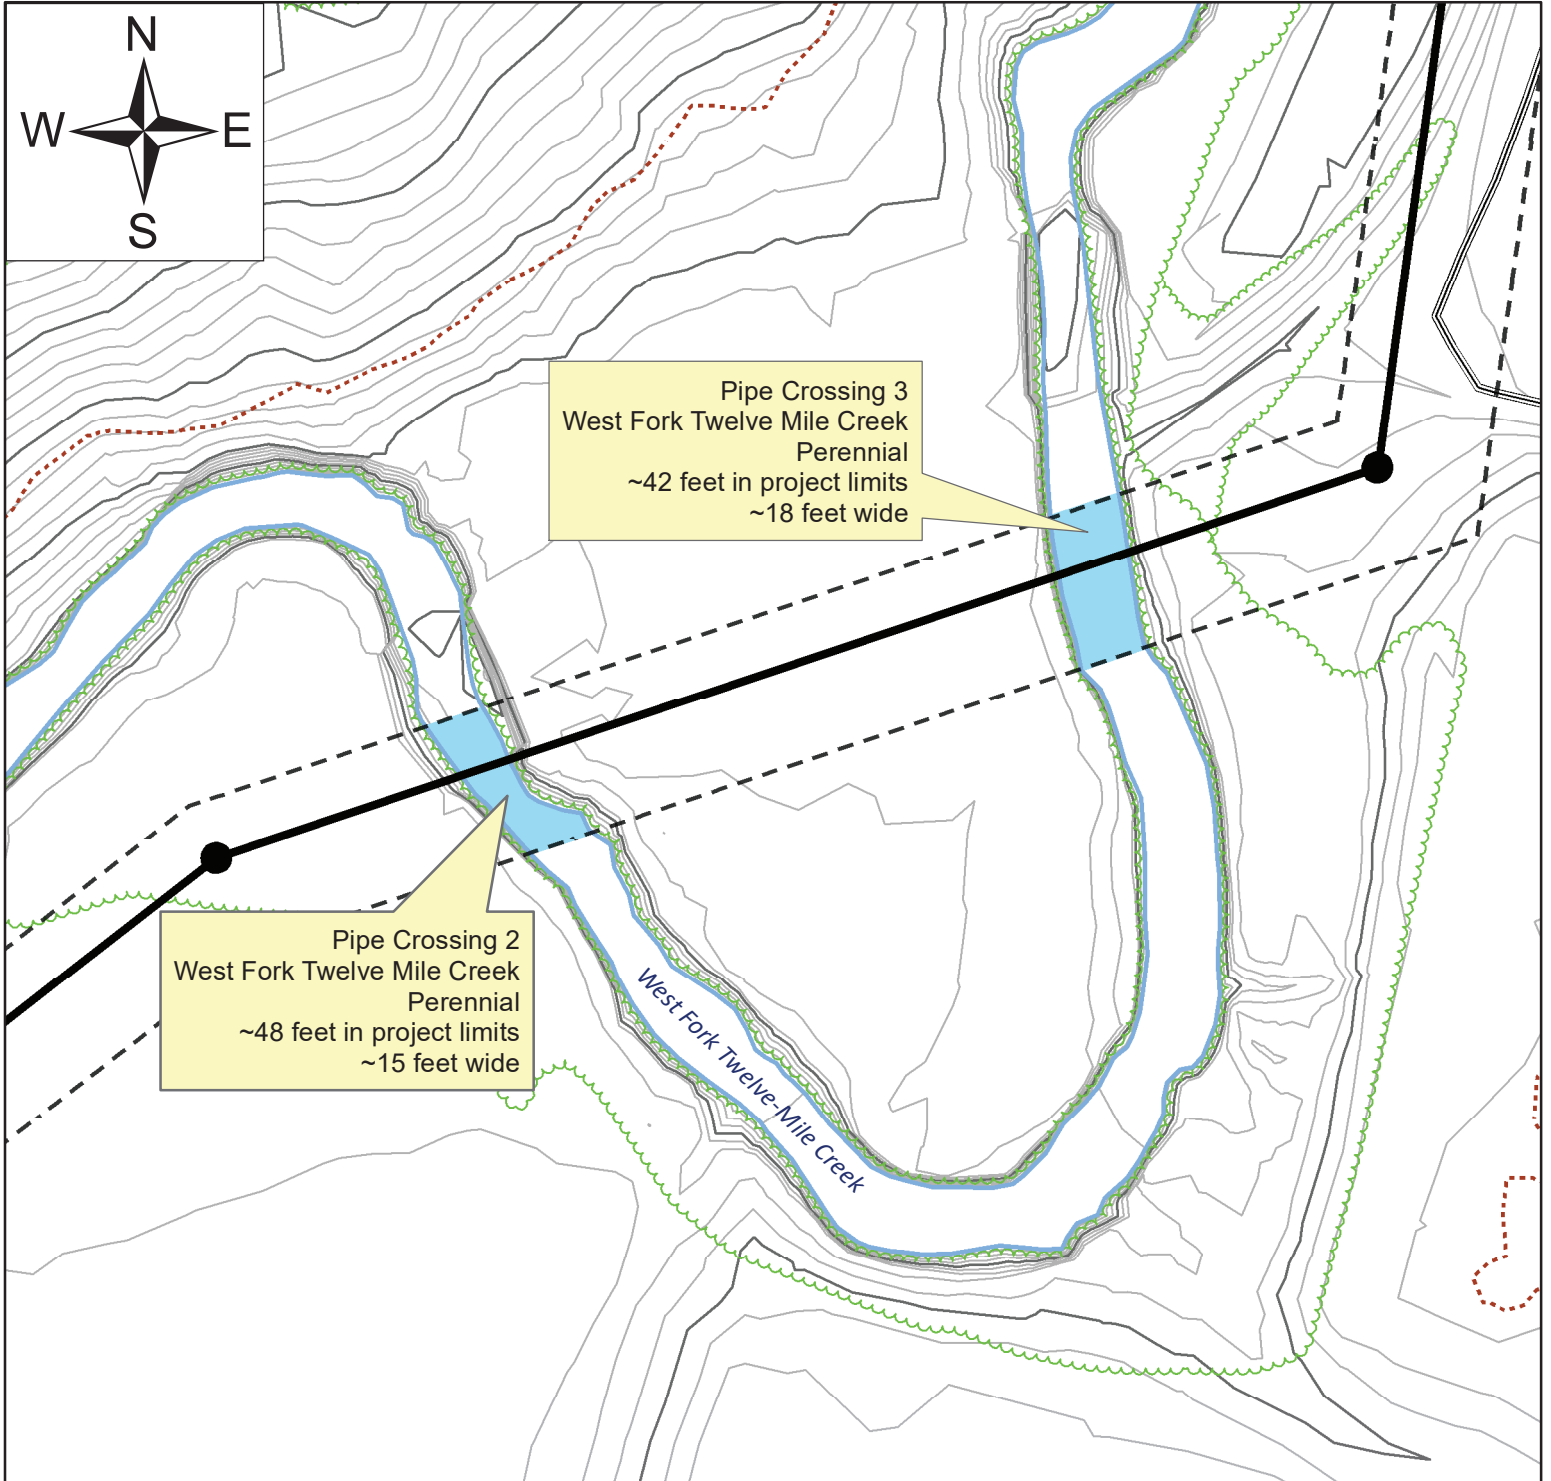 N
W E
S
Pipe Crossing 3
West Fork Twelve Mile Creek
Perennial
~42 feet in project limits
~18 feet wide
Pipe Crossing 2
West Fork Twelve Mile Creek
Perennial
~48 feet in project limits
~15 feet wide
West Fork Twelve-Mile Creek